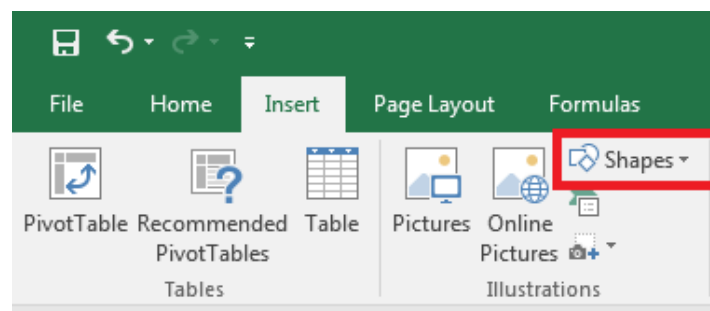 File Home Insert Page Layout Formulas
Shapes
PivotTable Recommended Table Pictures Online
PivotTables Pictures
Tables Illustrations